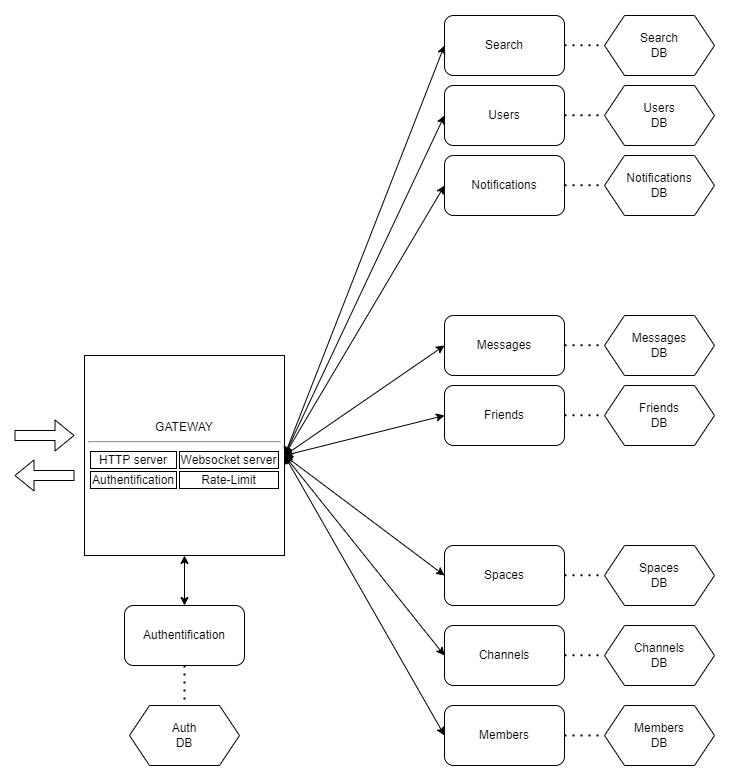 Search
Search
DB
Users
Users
DB
Notifications
Notifications
DB
Messages
Messages
DB
Friends
Friends
DB
GATEWAY
HTTP server
Websocket server
Authentification
Rate-Limit
Spaces
Spaces
DB
Authentification
Channels
Channels
DB
Auth
DB
Members
Members
DB